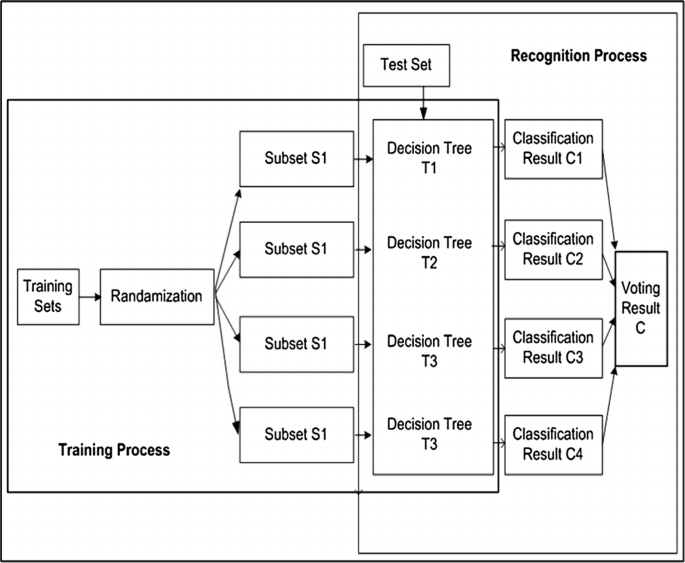 Recognition Process
Test Set
Subset S1
Decision Tree
T1
Classification
Result C1
Subset S1
Decision Tree
T2
Classification
Result C2
Training
Sets
Randamization
Voting
Result
C
Subset S1
Decision Tree
T3
Classification
Result C3
Subset S1
Decision Tree
T3
Classification
Result C4
Training Process